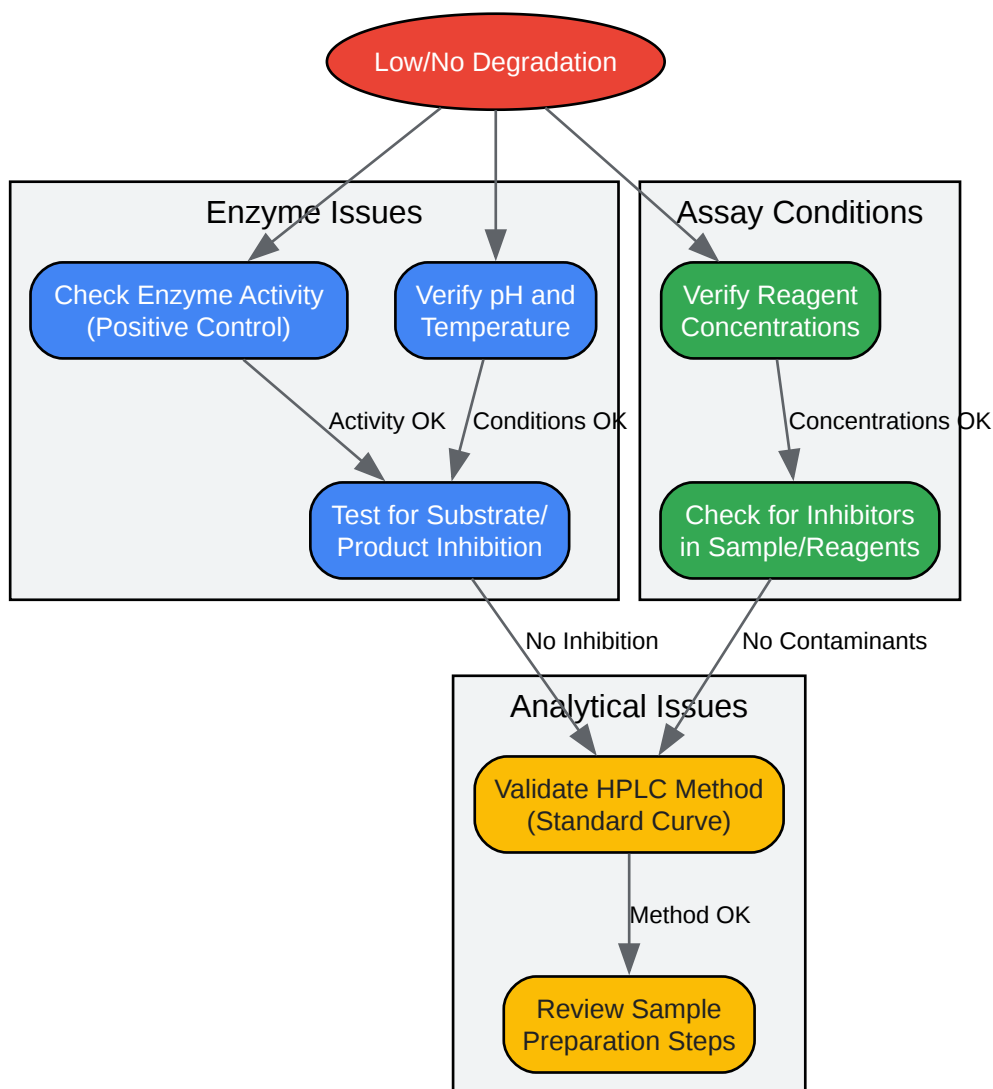 Low/No Degradation
Enzyme Issues
Assay Conditions
Check Enzyme Activity
(Positive Control)
Verify pH and
Temperature
Verify Reagent
Concentrations
Activity OK
Conditions OK
Concentrations OK
Test for Substrate/
Product Inhibition
Check for Inhibitors
in Sample/Reagents
No Inhibition
No Contaminants
Analytical Issues
Validate HPLC Method
(Standard Curve)
Method OK
Review Sample
Preparation Steps